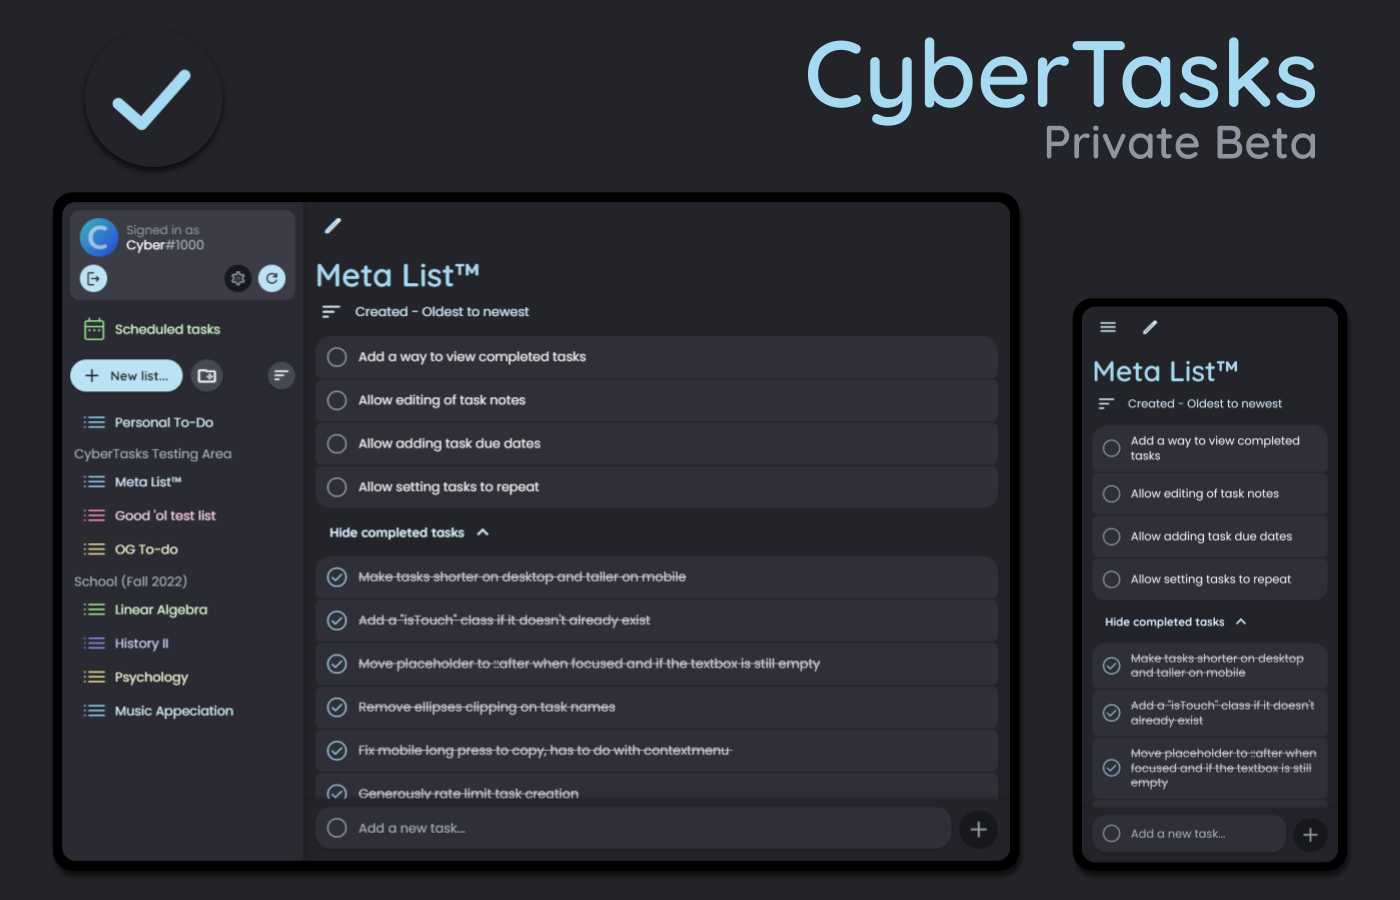 CyberTasks
Private Beta
Signed in as
Cyber#1000
Scheduled tasks
New list...
Personal To-Do
CyberTasks Testing Area
Meta List™
Good 'ol test list
OG To-do
School (Fall 2022)
Linear Algebra
History II
Psychology
Music Appeciation
Meta List™
Created - Oldest to newest
Add a way to view completed tasks
Allow editing of task notes
Allow adding task due dates
Allow setting tasks to repeat
Hide completed tasks
Make tasks shorter on desktop and taller on mobile
Add a "isTouch" class if it doesn't already exist
Move placeholder to ::after when focused and if the textbox is still empty
Remove ellipses clipping on task names
Fix mobile long press to copy, has to do with contextmenu
Generously rate limit task creation
Add a new task...
Meta List™
Created - Oldest to newest
Add a way to view completed
tasks
Allow editing of task notes
Allow adding task due dates
Allow setting tasks to repeat
Hide completed tasks
Make tasks shorter on desktop
and taller on mobile
Add a "isTouch" class if it doesn't
already exist
Move placeholder to ::after when
focused and if the textbox is still
empty
Add a new task...